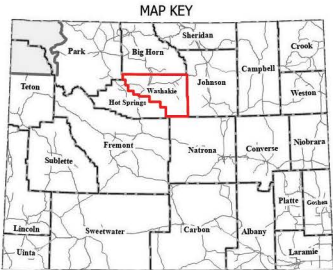 MAP KEY
Sheridan
Park
Big Horn
Crook
Campbell
Johnson
Washakie
Weston
Teton
Hot Springs
Fremont
Natrona
Converse
Niobrara
Sublette
Platte
Goshen
Lincoln
Sweetwater
Carbon
Albany
Uinta
Laramie